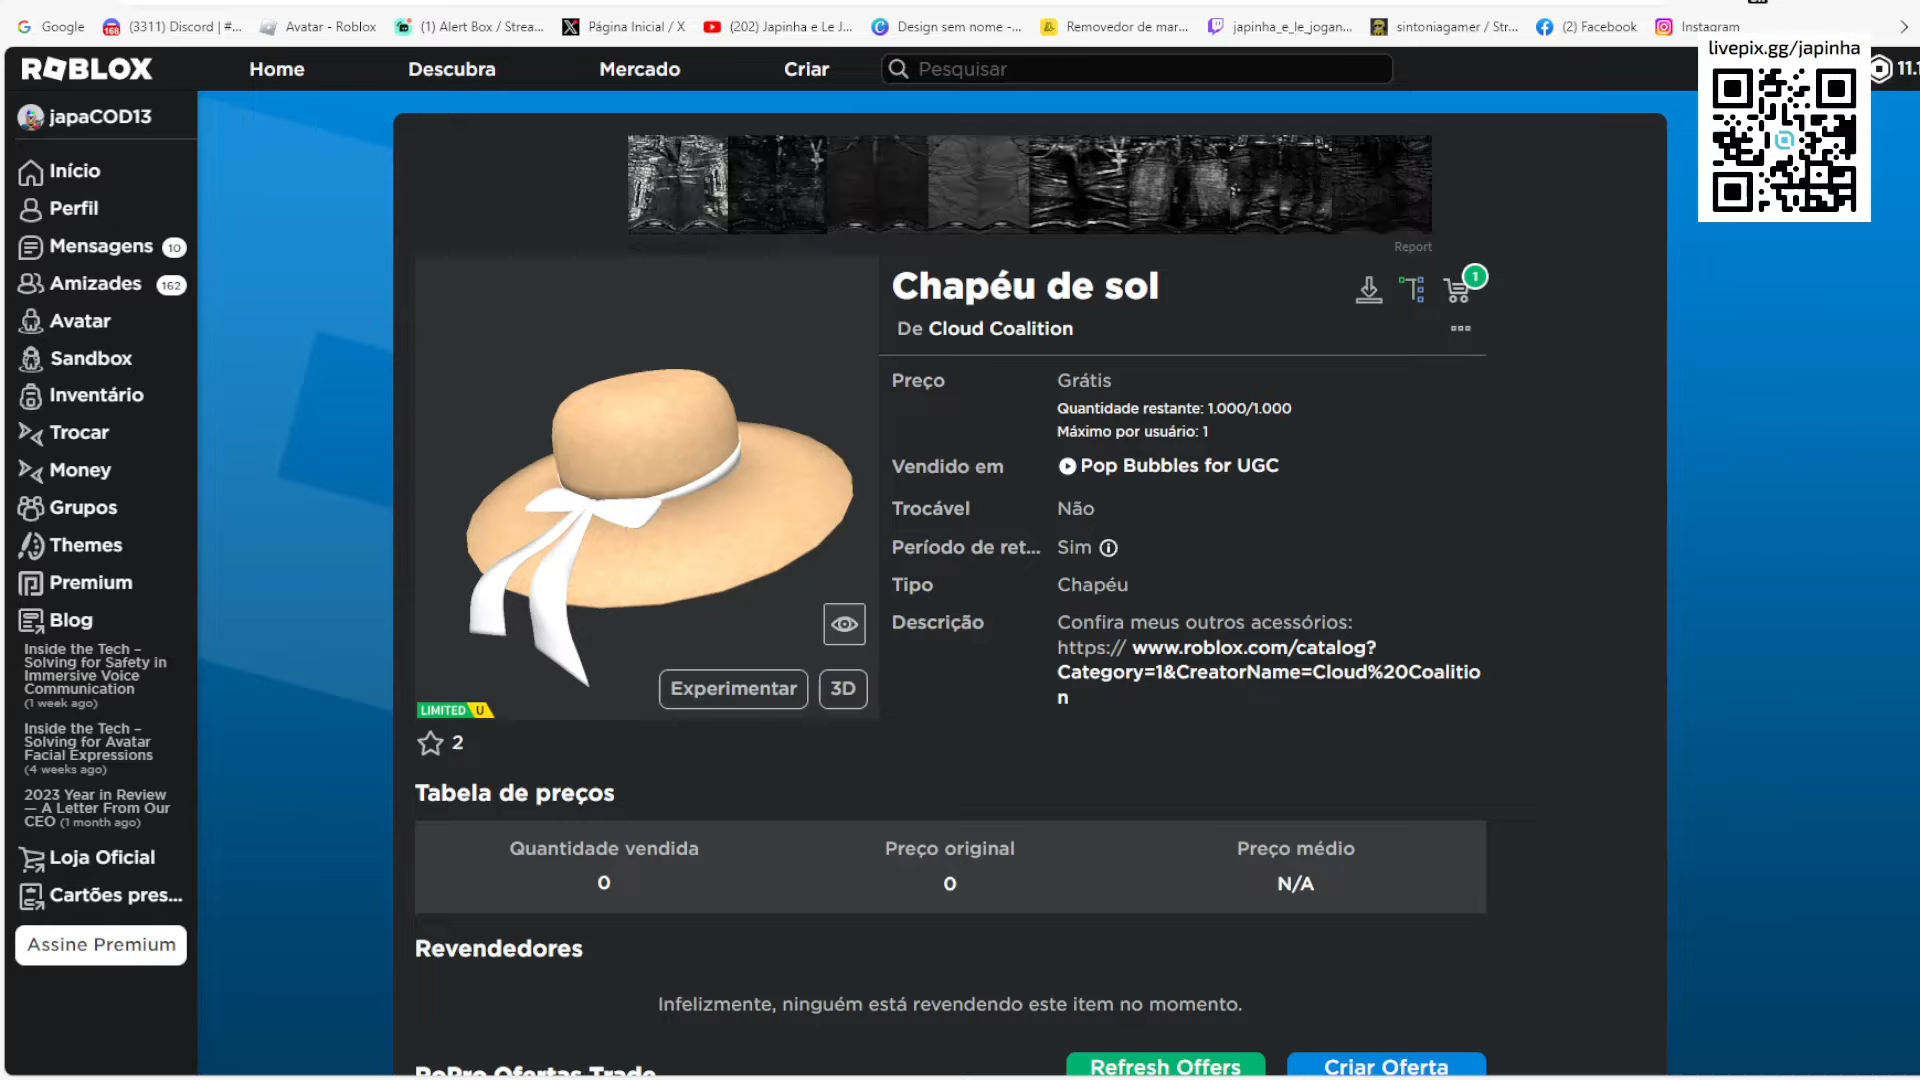 Google
168
(3311) Discord | #...
Avatar - Roblox
(1) Alert Box / Strea...
Página Inicial / X
(202) Japinha e Le J...
Design sem nome -...
Removedor de mar...
japinha_e_le_jogan...
sintoniagamer / Str...
(2) Facebook
Instagram
livepix.gg/japinha
ROBLOX
Home
Descubra
Mercado
Criar
Pesquisar
11.1
japaCOD13
Início
Perfil
Mensagens 10
Amizades 162
Avatar
Sandbox
Inventário
Trocar
Money
Grupos
Themes
Premium
Blog
Inside the Tech –
Solving for Safety in
Immersive Voice
Communication
(1 week ago)
Inside the Tech –
Solving for Avatar
Facial Expressions
(4 weeks ago)
2023 Year in Review
— A Letter From Our
CEO (1 month ago)
Loja Oficial
Cartões pres...
Assine Premium
Report
Chapéu de sol
1
De Cloud Coalition
Preço
Grátis
Quantidade restante: 1.000/1.000
Máximo por usuário: 1
Vendido em
Pop Bubbles for UGC
Trocável
Não
Período de ret...
Sim
Tipo
Chapéu
Descrição
Confira meus outros acessórios:
https:// www.roblox.com/catalog?
Category=1&CreatorName=Cloud%20Coalitio
n
Experimentar
3D
LIMITED U
2
Tabela de preços
Quantidade vendida
0
Preço original
0
Preço médio
N/A
Revendedores
Infelizmente, ninguém está revendendo este item no momento.
RoPro Ofertas Trade
Refresh Offers
Criar Oferta